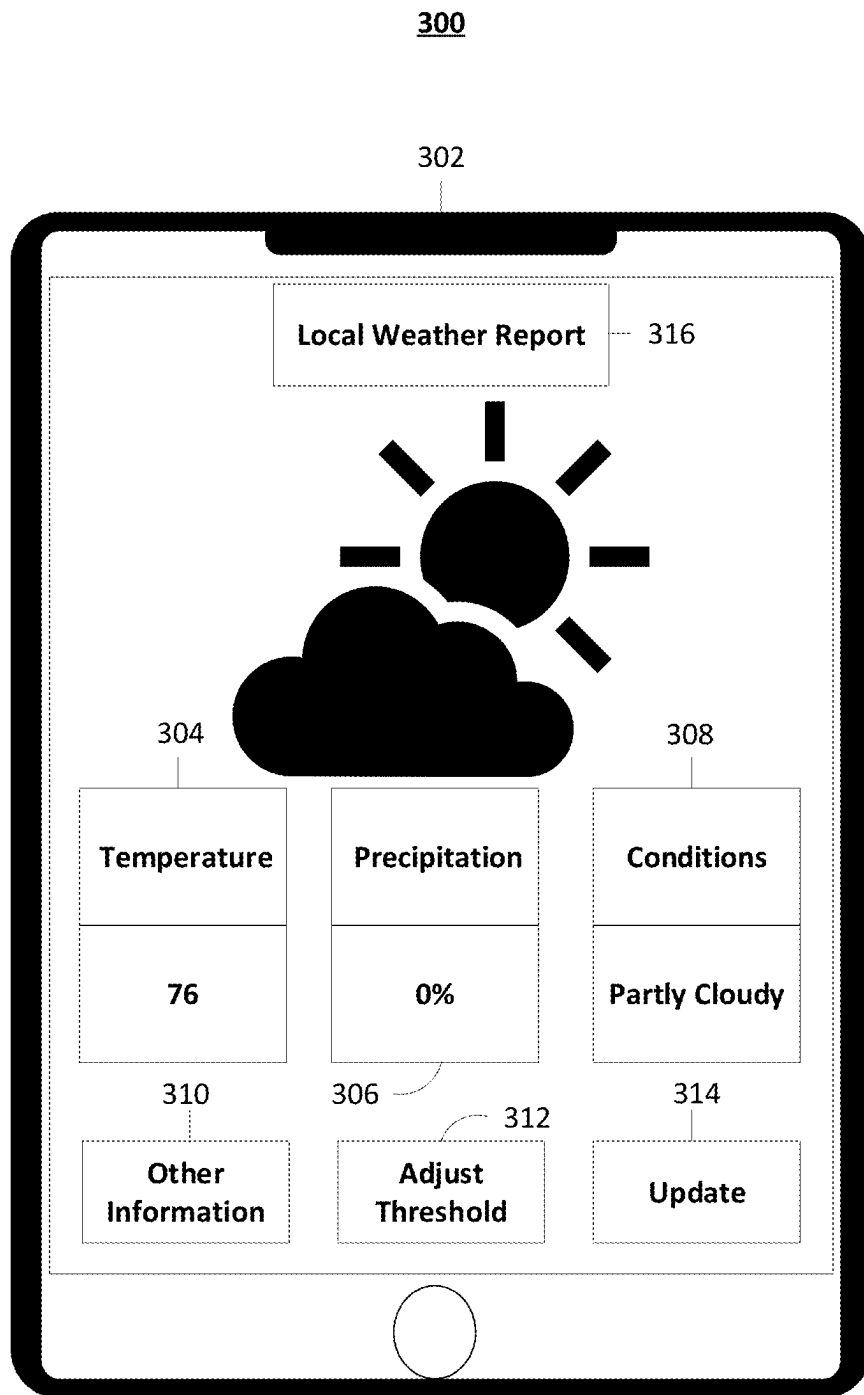 300
302
Local Weather Report
316
304
308
Temperature
Precipitation
Conditions
76
0%
Partly Cloudy
310
306
312
314
Other
Information
Adjust
Threshold
Update